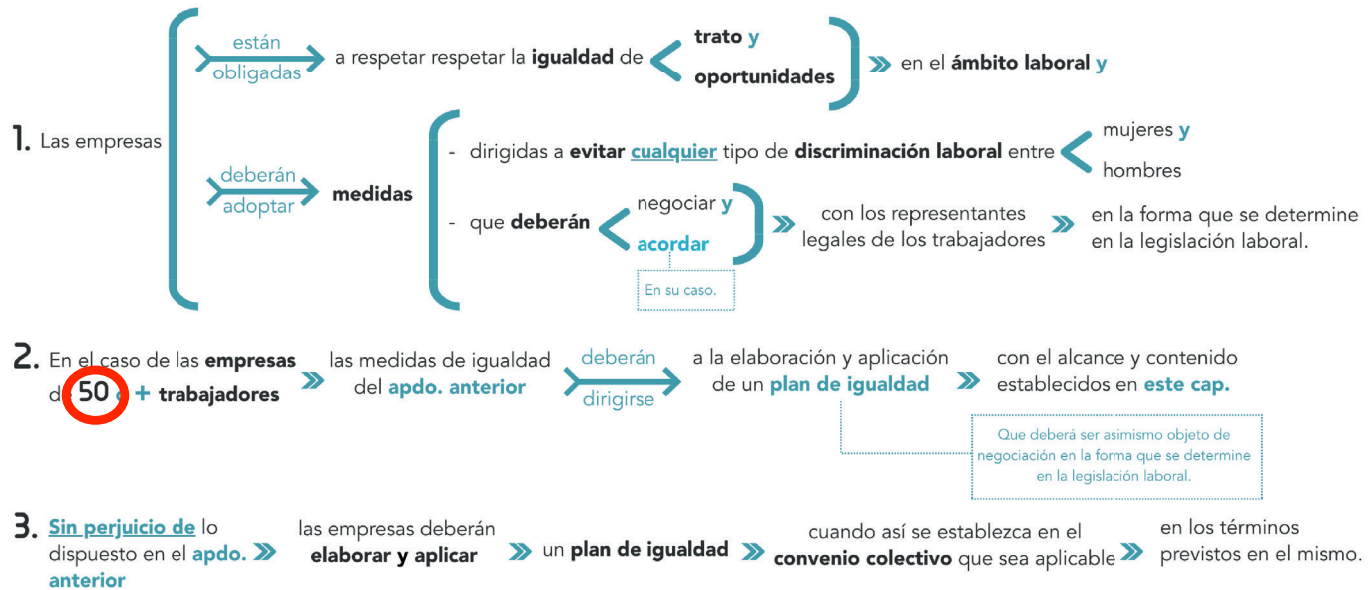 1. Las empresas
están
obligadas
a respetar respetar la igualdad de
trato y
oportunidades
en el ámbito laboral y
deberán
adoptar
medidas
- dirigidas a evitar cualquier tipo de discriminación laboral entre
mujeres y
hombres
- que deberán
negociar y
acordar
En su caso.
con los representantes
legales de los trabajadores
en la forma que se determine
en la legislación laboral.
2. En el caso de las empresas
de 50 o + trabajadores
las medidas de igualdad
del apdo. anterior
deberán
dirigirse
a la elaboración y aplicación
de un plan de igualdad
con el alcance y contenido
establecidos en este cap.
Que deberá ser asimismo objeto de
negociación en la forma que se determine
en la legislación laboral.
3. Sin perjuicio de lo
dispuesto en el apdo.
anterior
las empresas deberán
elaborar y aplicar
un plan de igualdad
cuando así se establezca en el
convenio colectivo que sea aplicable
en los términos
previstos en el mismo.